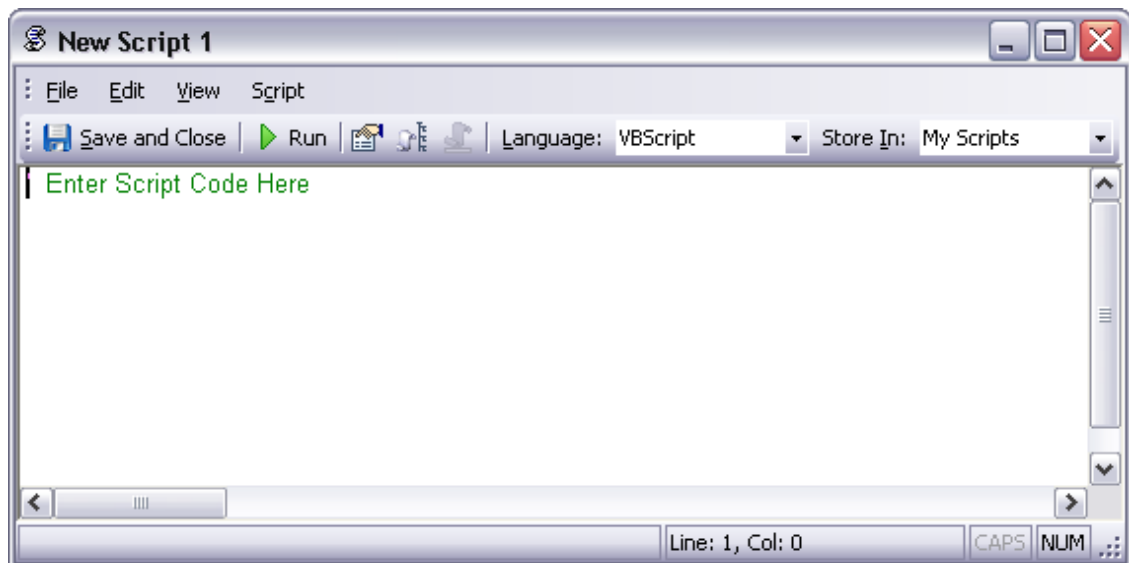 New Script 1
File Edit View Script
Save and Close Run Language: VBScript Store In: My Scripts
' Enter Script Code Here
Line: 1, Col: 0 CAPS NUM